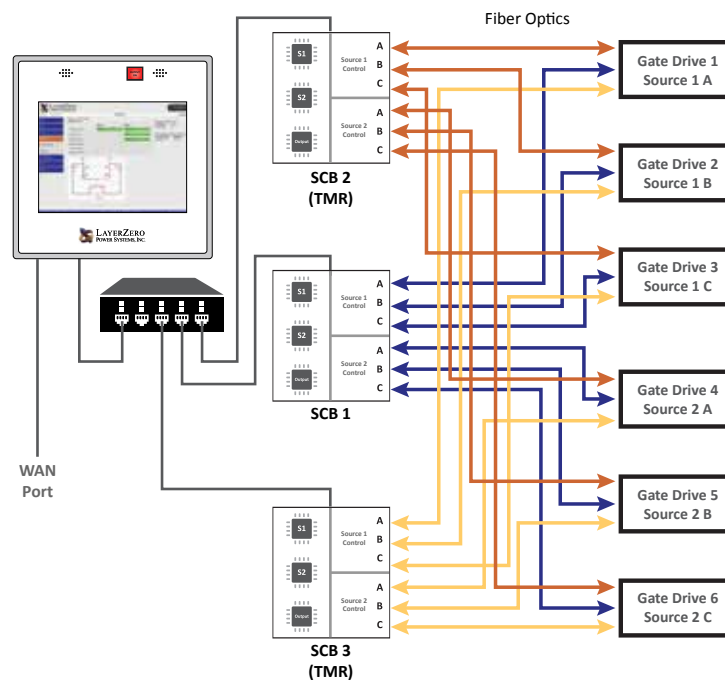 Fiber Optics
LAYERZERO
POWER SYSTEMS, INC.
WAN
Port
S1
S2
Output
Source 1
Control
Source 2
Control
A
B
C
A
B
C
SCB 2
(TMR)
S1
S2
Output
Source 1
Control
Source 2
Control
A
B
C
A
B
C
SCB 1
S1
S2
Output
Source 1
Control
Source 2
Control
A
B
C
A
B
C
SCB 3
(TMR)
Gate Drive 1
Source 1 A
Gate Drive 2
Source 1 B
Gate Drive 3
Source 1 C
Gate Drive 4
Source 2 A
Gate Drive 5
Source 2 B
Gate Drive 6
Source 2 C